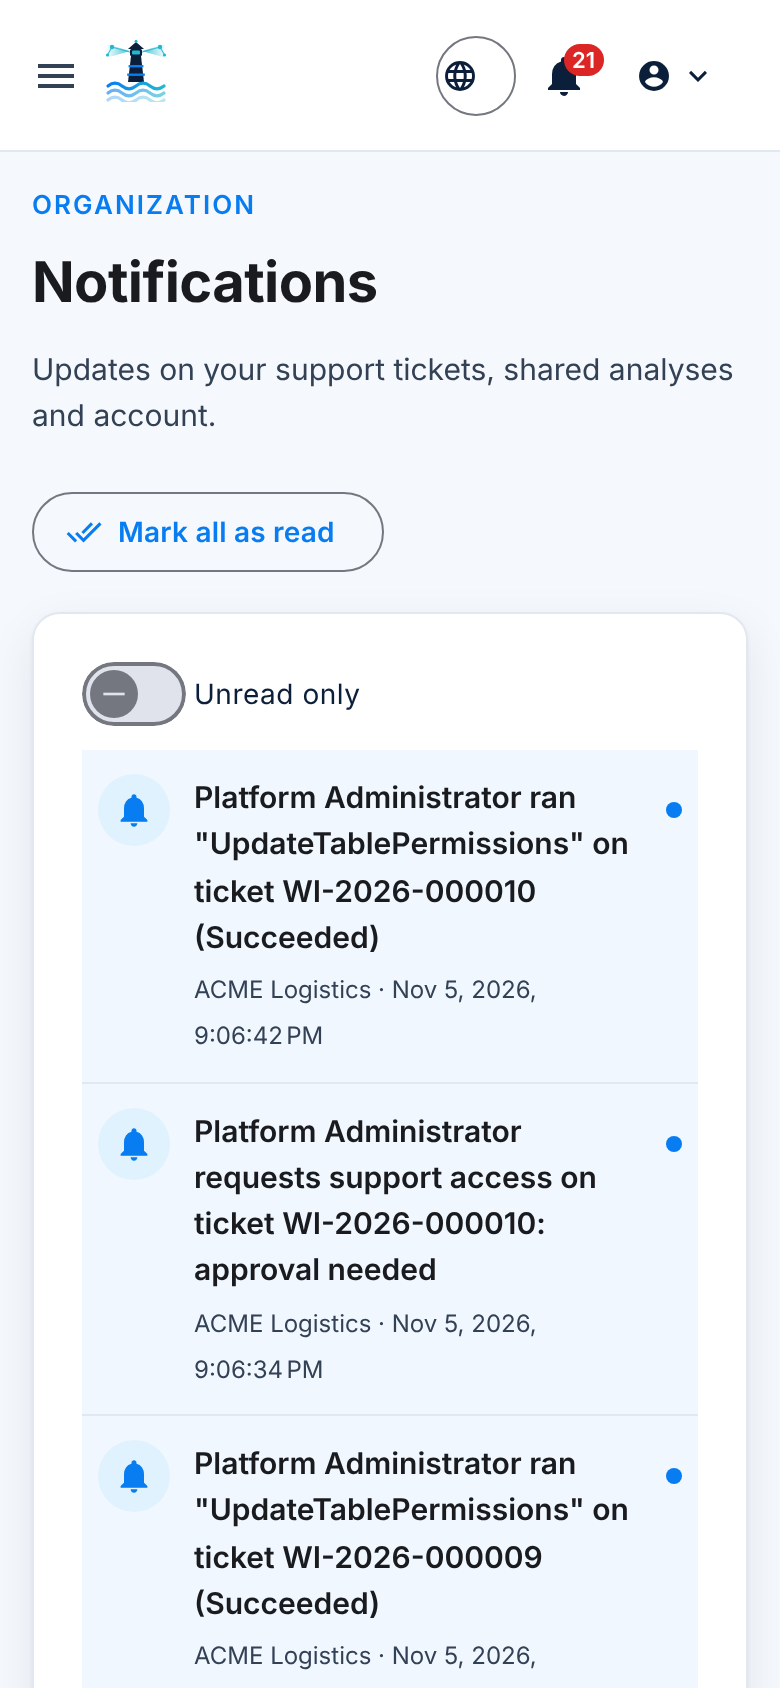 21
ORGANIZATION
Notifications
Updates on your support tickets, shared analyses
and account.
Mark all as read
Unread only
Platform Administrator ran
"UpdateTablePermissions" on
ticket WI-2026-000010
(Succeeded)
ACME Logistics · Nov 5, 2026,
9:06:42 PM
Platform Administrator
requests support access on
ticket WI-2026-000010:
approval needed
ACME Logistics · Nov 5, 2026,
9:06:34 PM
Platform Administrator ran
"UpdateTablePermissions" on
ticket WI-2026-000009
(Succeeded)
ACME Logistics · Nov 5, 2026,